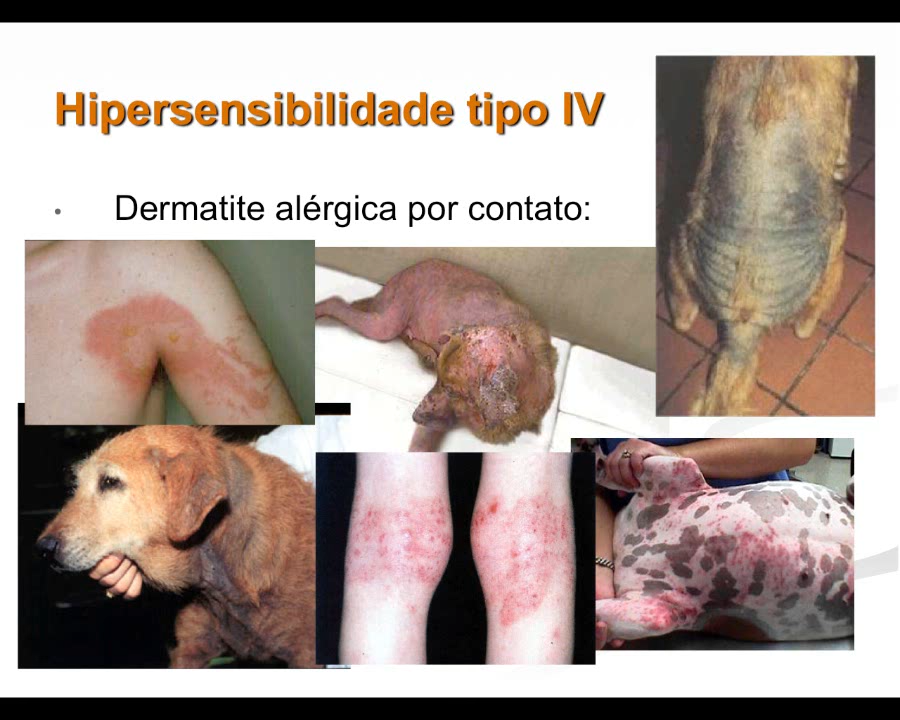 Hipersensibilidade tipo IV
• Dermatite alérgica por contato: